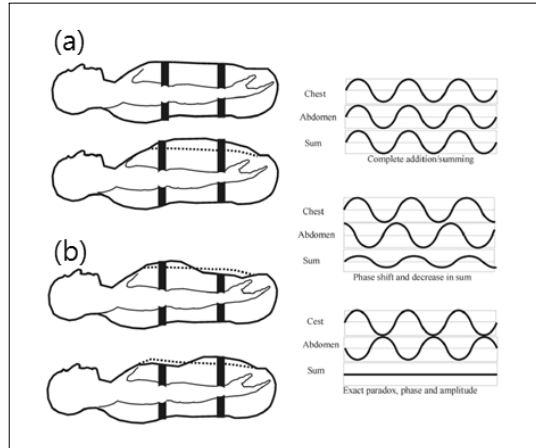 (a)
Chest
Abdomen
Sum
Complete addition/summing
Chest
Abdomen
Sum
Phase shift and decrease in sum
(b)
Cest
Abdomen
Sum
Exact paradox, phase and amplitude